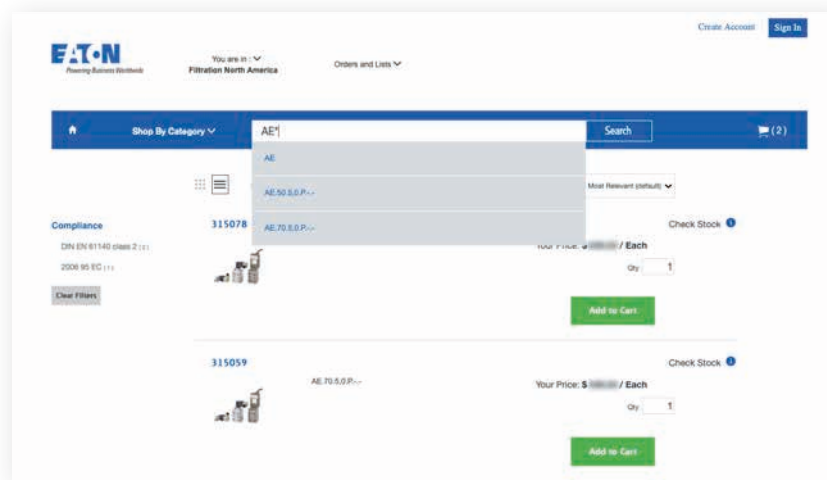 Create Account Sign In
EATON
Powering Business Worldwide
You are in :
Filtration North America
Orders and Lists
Shop By Category
AE*
Search
(2)
AE
AE.50.5,0.P.-.-
AE.70.5,0.P.-.-
Most Relevant (default)
Compliance
DIN EN 61140 class 2 (2)
2006 95 EC (1)
Clear Filters
315078
Check Stock
Your Price: $ / Each
Qty 1
Add to Cart
315059
Check Stock
AE.70.5,0.P.-.-
Your Price: $ / Each
Qty 1
Add to Cart